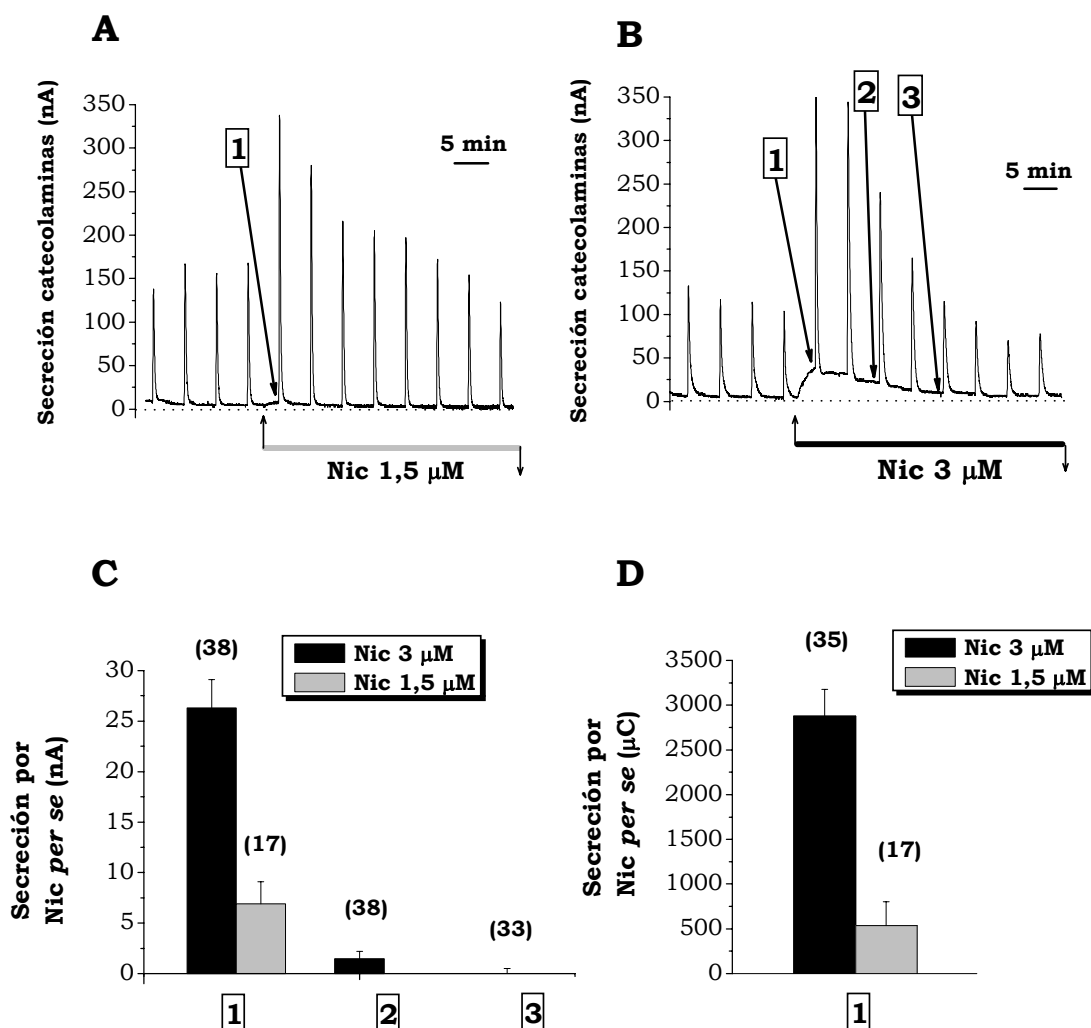 A
Secreción catecolaminas (nA)
350
300
250
200
150
100
50
0
1
5 min
Nic 1,5 μM
B
Secreción catecolaminas (nA)
350
300
250
200
150
100
50
0
1
2
3
5 min
Nic 3 μM
C
Secreción por
Nic per se (nA)
30
25
20
15
10
5
0
(38)
(17)
(38)
(33)
Nic 3 μM
Nic 1,5 μM
1
2
3
D
Secreción por
Nic per se (μC)
3500
3000
2500
2000
1500
1000
500
0
(35)
(17)
Nic 3 μM
Nic 1,5 μM
1